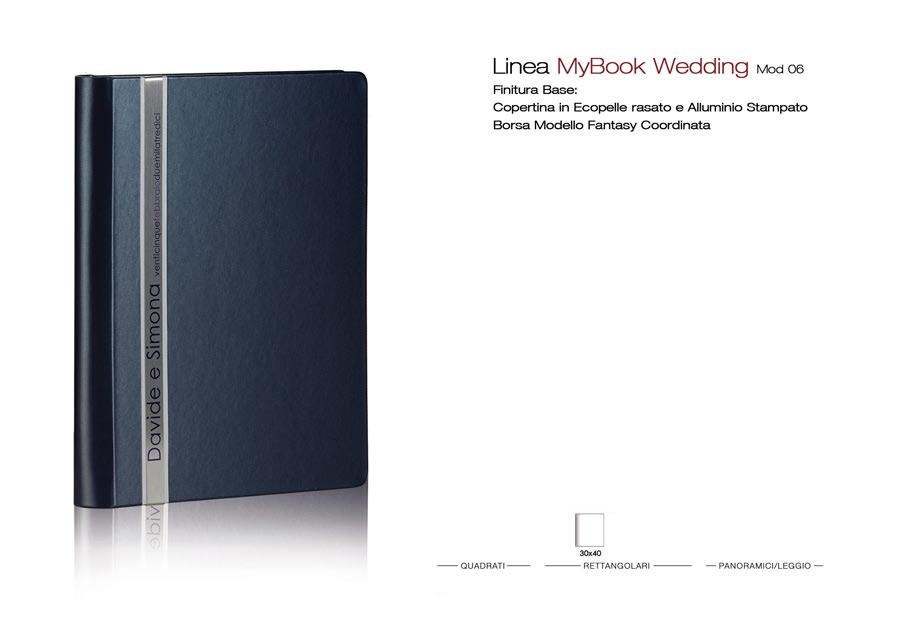 Linea MyBook Wedding Mod 06
Finitura Base:
Copertina in Ecopelle rasato e Alluminio Stampato
Borsa Modello Fantasy Coordinata
Davide e Simona venticinquefebbraioduemilatredici
30x40
QUADRATI RETTANGOLARI PANORAMICI/LEGGIO